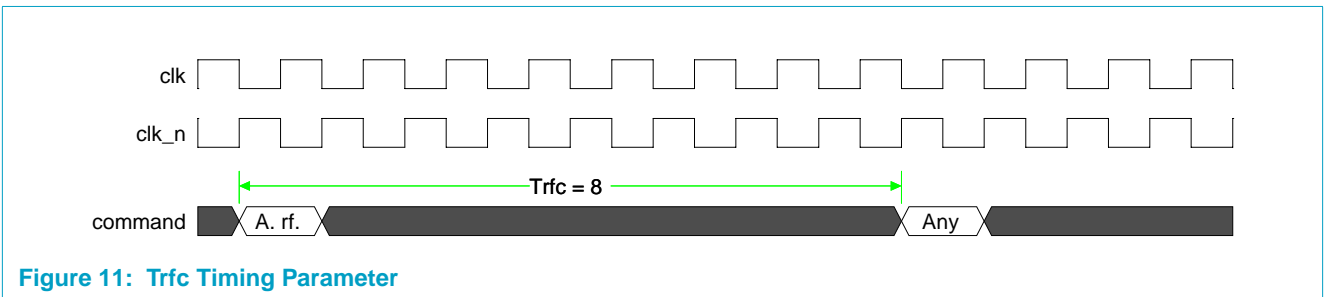 clk
clk_n
Trfc = 8
command A. rf. Any
Figure 11: Trfc Timing Parameter